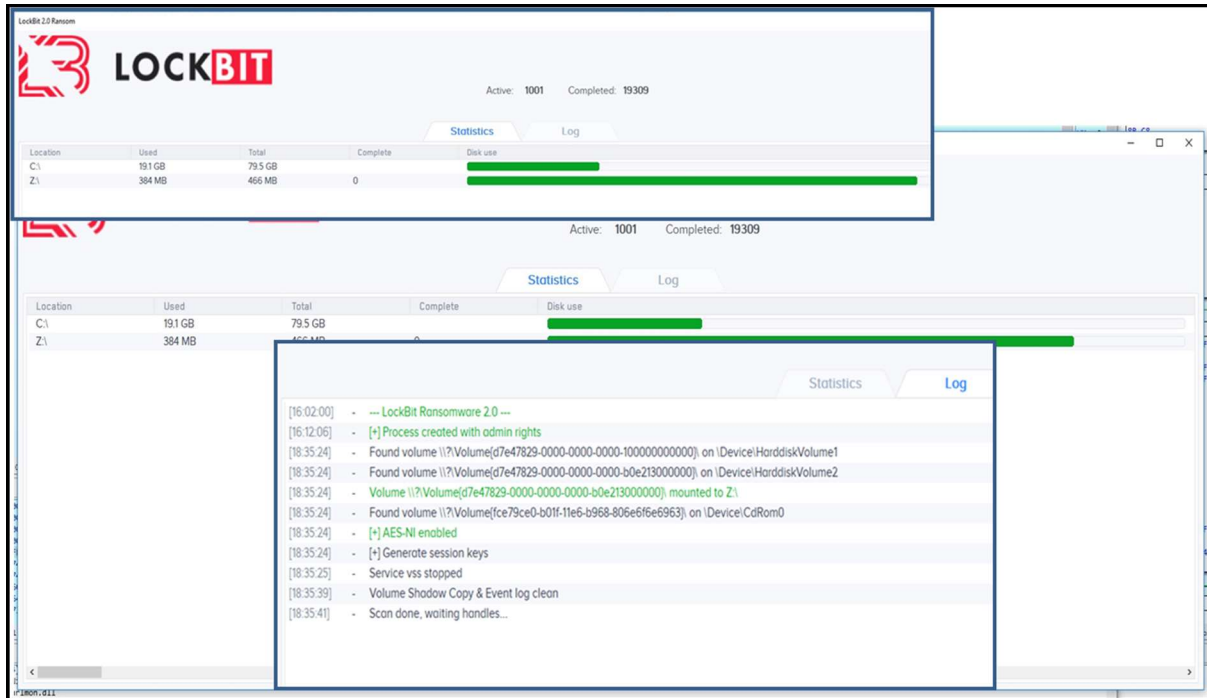 LockBit 2.0 Ransom
LOCKBIT
Active: 1001 Completed: 19309
Statistics Log
Location Used Total Complete Disk use
C:\ 19.1 GB 79.5 GB
Z:\ 384 MB 466 MB 0
Active: 1001 Completed: 19309
Statistics Log
Location Used Total Complete Disk use
C:\ 19.1 GB 79.5 GB
Z:\ 384 MB 466 MB 0
Statistics Log
[16:02:00] - --- LockBit Ransomware 2.0 ---
[16:12:06] - [+] Process created with admin rights
[18:35:24] - Found volume \\?\Volume{d7e47829-0000-0000-0000-100000000000}\ on \Device\HarddiskVolume1
[18:35:24] - Found volume \\?\Volume{d7e47829-0000-0000-0000-b0e213000000}\ on \Device\HarddiskVolume2
[18:35:24] - Volume \\?\Volume{d7e47829-0000-0000-0000-b0e213000000}\ mounted to Z:\
[18:35:24] - Found volume \\?\Volume{fce79ce0-b01f-11e6-b968-806e6f6e6963}\ on \Device\CdRom0
[18:35:24] - [+] AES-NI enabled
[18:35:24] - [+] Generate session keys
[18:35:25] - Service vss stopped
[18:35:39] - Volume Shadow Copy & Event log clean
[18:35:41] - Scan done, waiting handles...